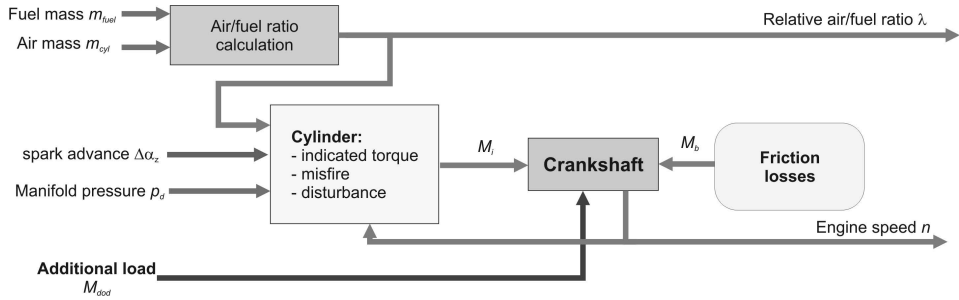 Fuel mass m_fuel
Air mass m_cyl
Air/fuel ratio
calculation
Relative air/fuel ratio λ
spark advance Δα_z
Manifold pressure p_d
Cylinder:
- indicated torque
- misfire
- disturbance
M_i
Crankshaft
M_b
Friction
losses
Engine speed n
Additional load
M_dod